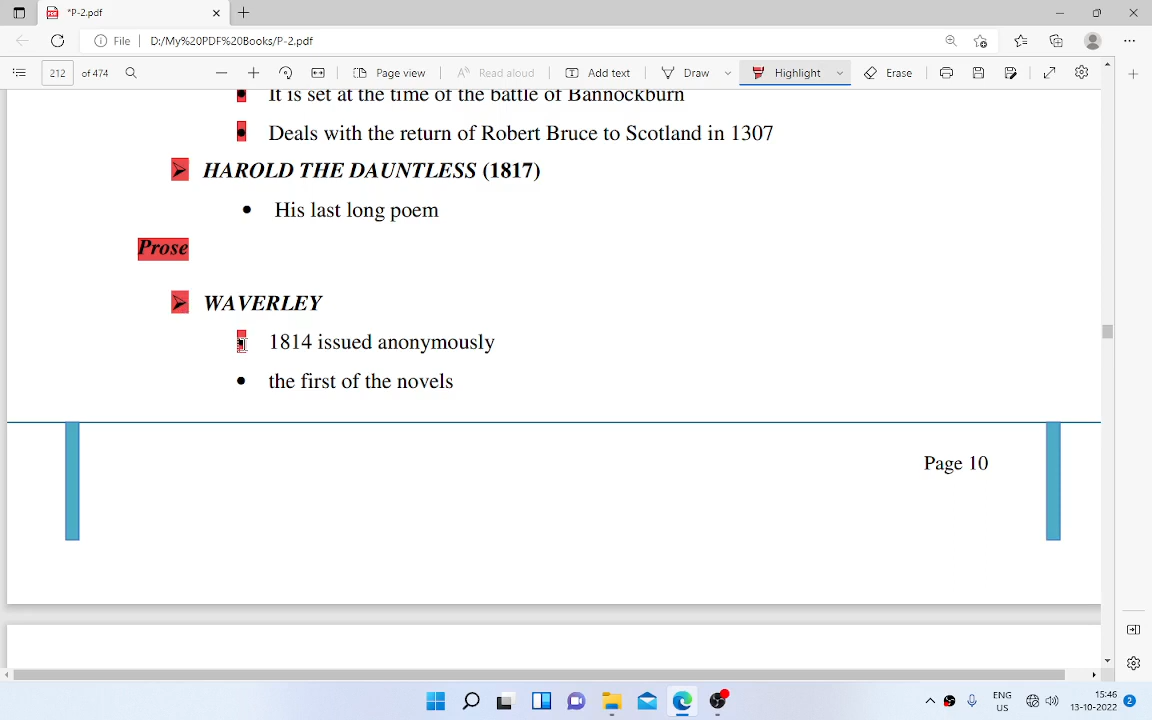 *P-2.pdf
File D:/My%20PDF%20Books/P-2.pdf
212 of 474 Page view Read aloud Add text Draw Highlight Erase
It is set at the time of the battle of Bannockburn
Deals with the return of Robert Bruce to Scotland in 1307
HAROLD THE DAUNTLESS (1817)
His last long poem
Prose
WAVERLEY
1814 issued anonymously
the first of the novels
Page 10
ENG
US
15:46
13-10-2022
2